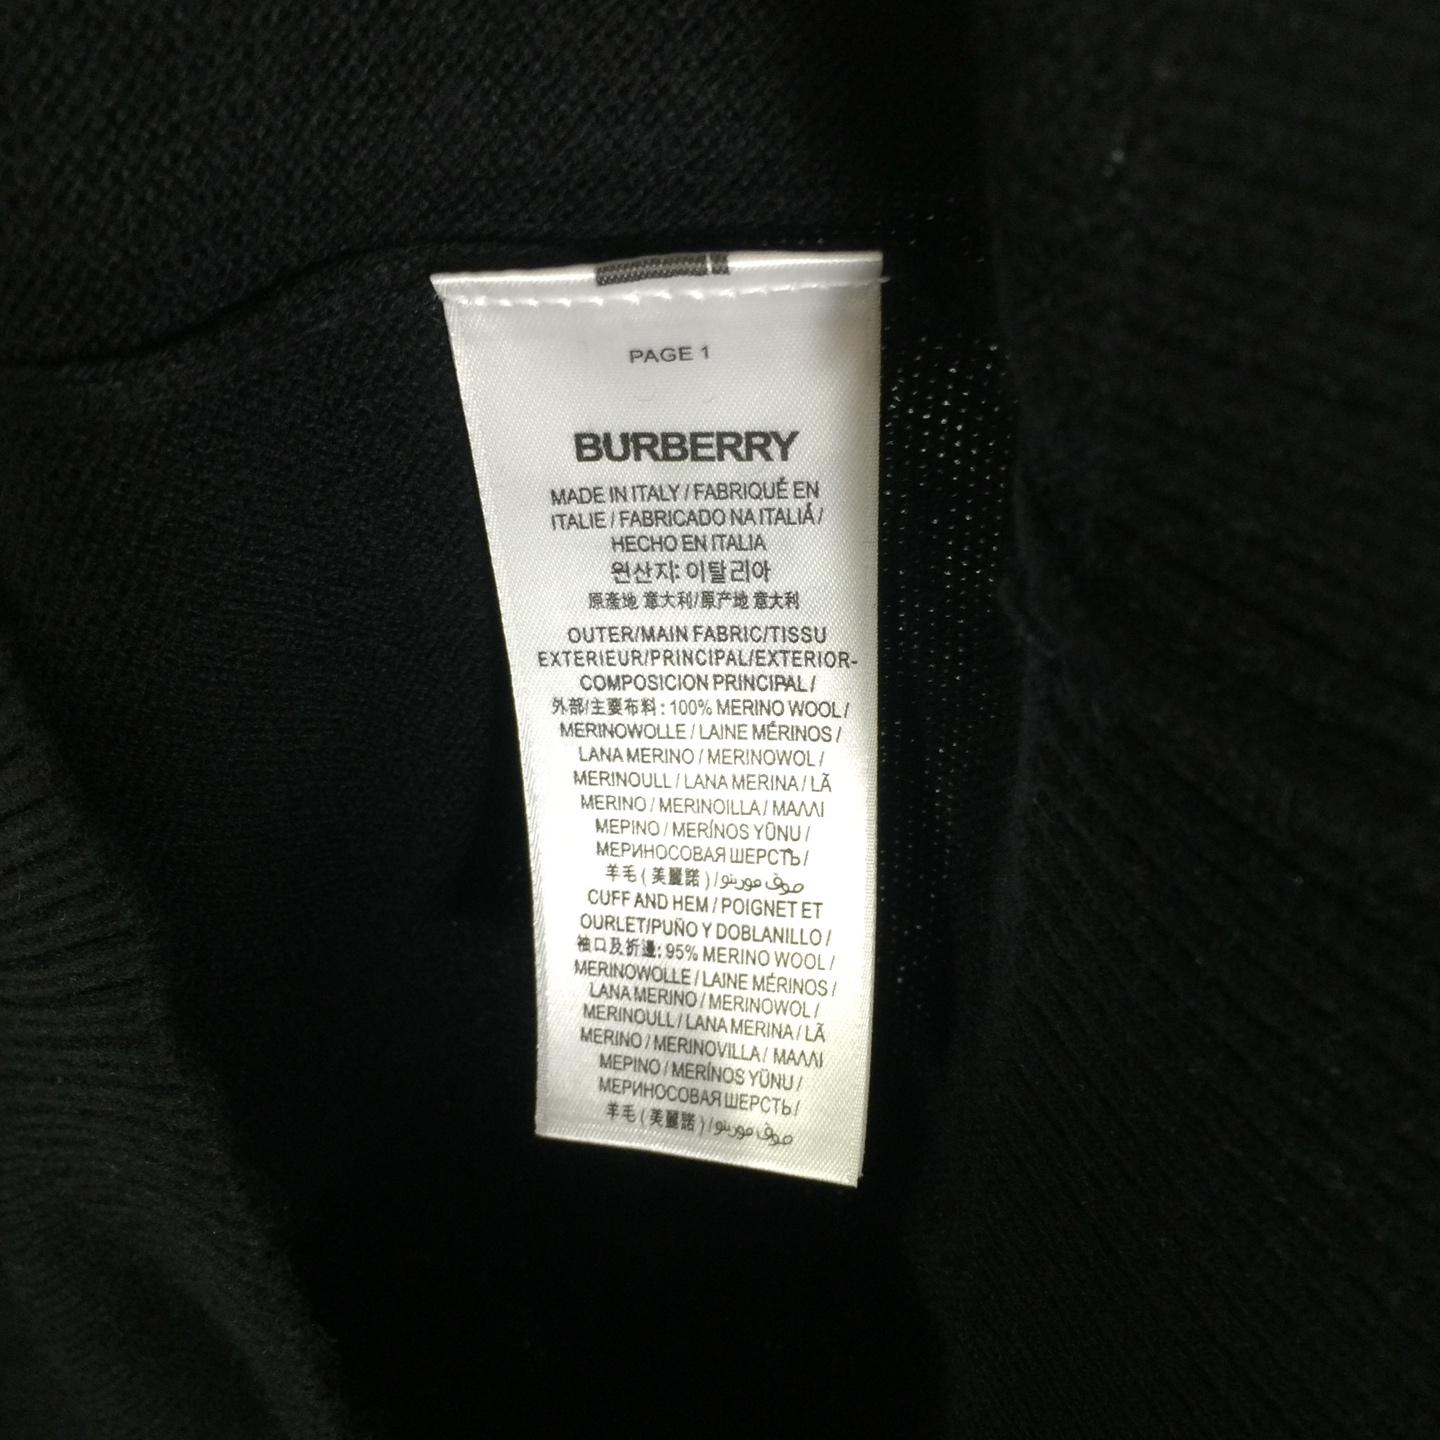 PAGE 1
BURBERRY
MADE IN ITALY / FABRIQUÉ EN
ITALIE / FABRICADO NA ITALIÁ /
HECHO EN ITALIA
원산지: 이탈리아
原產地 意大利/原产地 意大利
OUTER/MAIN FABRIC/TISSU
EXTERIEUR/PRINCIPAL/EXTERIOR-
COMPOSICION PRINCIPAL /
外部/主要布料 : 100% MERINO WOOL /
MERINOWOLLE / LAINE MÉRINOS /
LANA MERINO / MERINOWOL /
MERINOULL / LANA MERINA / LÃ
MERINO / MERINOILLA / ΜΑΛΛΙ
ΜΕΡΙΝΟ / MERÍNOS YŪNU /
МЕРИНОСОВАЯ ШЕРСТЬ /
羊毛 ( 美麗諾 ) / صوف مورينو
CUFF AND HEM / POIGNET ET
OURLET/PUÑO Y DOBLANILLO /
袖口及折邊: 95% MERINO WOOL /
MERINOWOLLE / LAINE MÉRINOS /
LANA MERINO / MERINOWOL /
MERINOULL / LANA MERINA / LÃ
MERINO / MERINOVILLA / ΜΑΛΛΙ
ΜΕΡΙΝΟ / MERÍNOS YŪNU /
МЕРИНОСОВАЯ ШЕРСТЬ /
羊毛 ( 美麗諾 ) / صوف مورينو